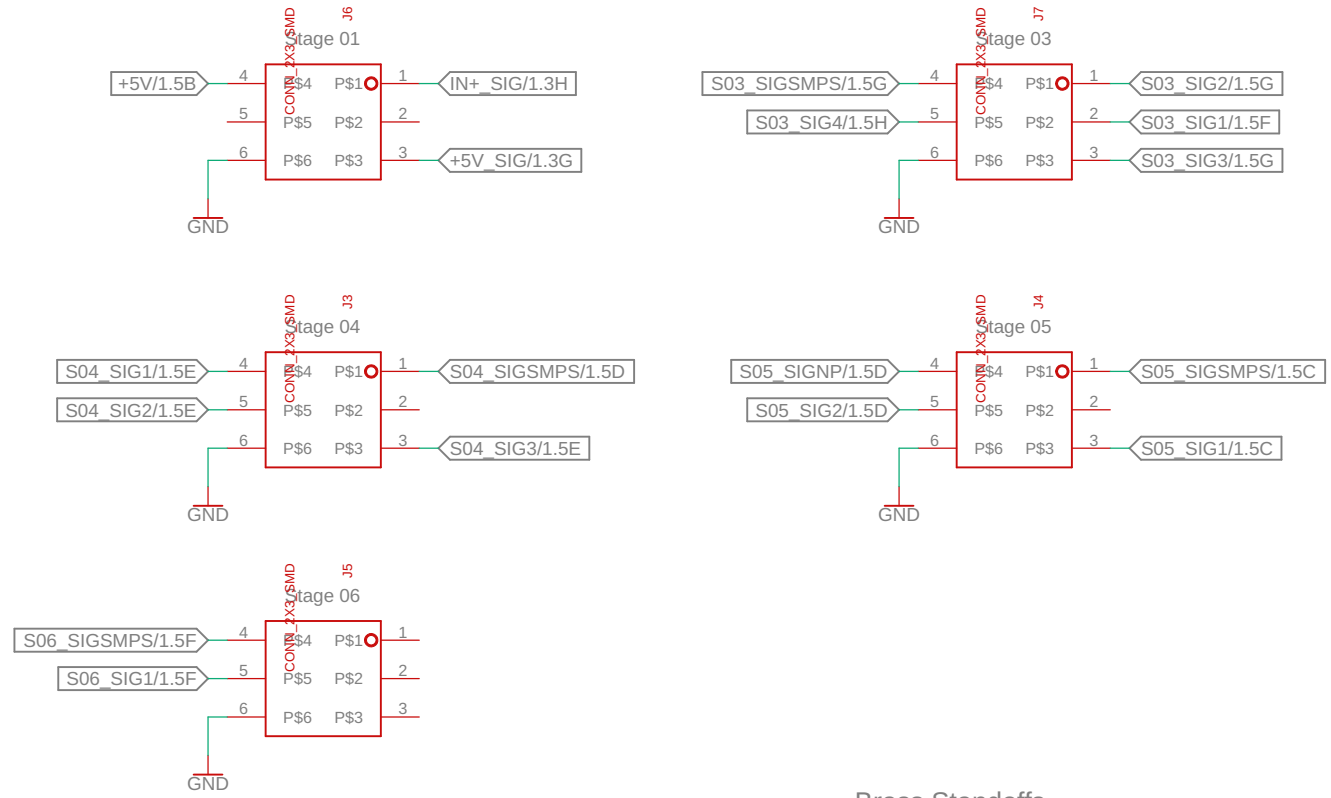 J6
CONN_2X3_SMD
Stage 01
+5V/1.5B 4 P$4 P$1 1 IN+_SIG/1.3H
5 P$5 P$2 2
6 P$6 P$3 3 +5V_SIG/1.3G
GND
J7
CONN_2X3_SMD
Stage 03
S03_SIGSMPS/1.5G 4 P$4 P$1 1 S03_SIG2/1.5G
S03_SIG4/1.5H 5 P$5 P$2 2 S03_SIG1/1.5F
6 P$6 P$3 3 S03_SIG3/1.5G
GND
J3
CONN_2X3_SMD
Stage 04
S04_SIG1/1.5E 4 P$4 P$1 1 S04_SIGSMPS/1.5D
S04_SIG2/1.5E 5 P$5 P$2 2
6 P$6 P$3 3 S04_SIG3/1.5E
GND
J4
CONN_2X3_SMD
Stage 05
S05_SIGNP/1.5D 4 P$4 P$1 1 S05_SIGSMPS/1.5C
S05_SIG2/1.5D 5 P$5 P$2 2
6 P$6 P$3 3 S05_SIG1/1.5C
GND
J5
CONN_2X3_SMD
Stage 06
S06_SIGSMPS/1.5F 4 P$4 P$1 1
S06_SIG1/1.5F 5 P$5 P$2 2
6 P$6 P$3 3
GND